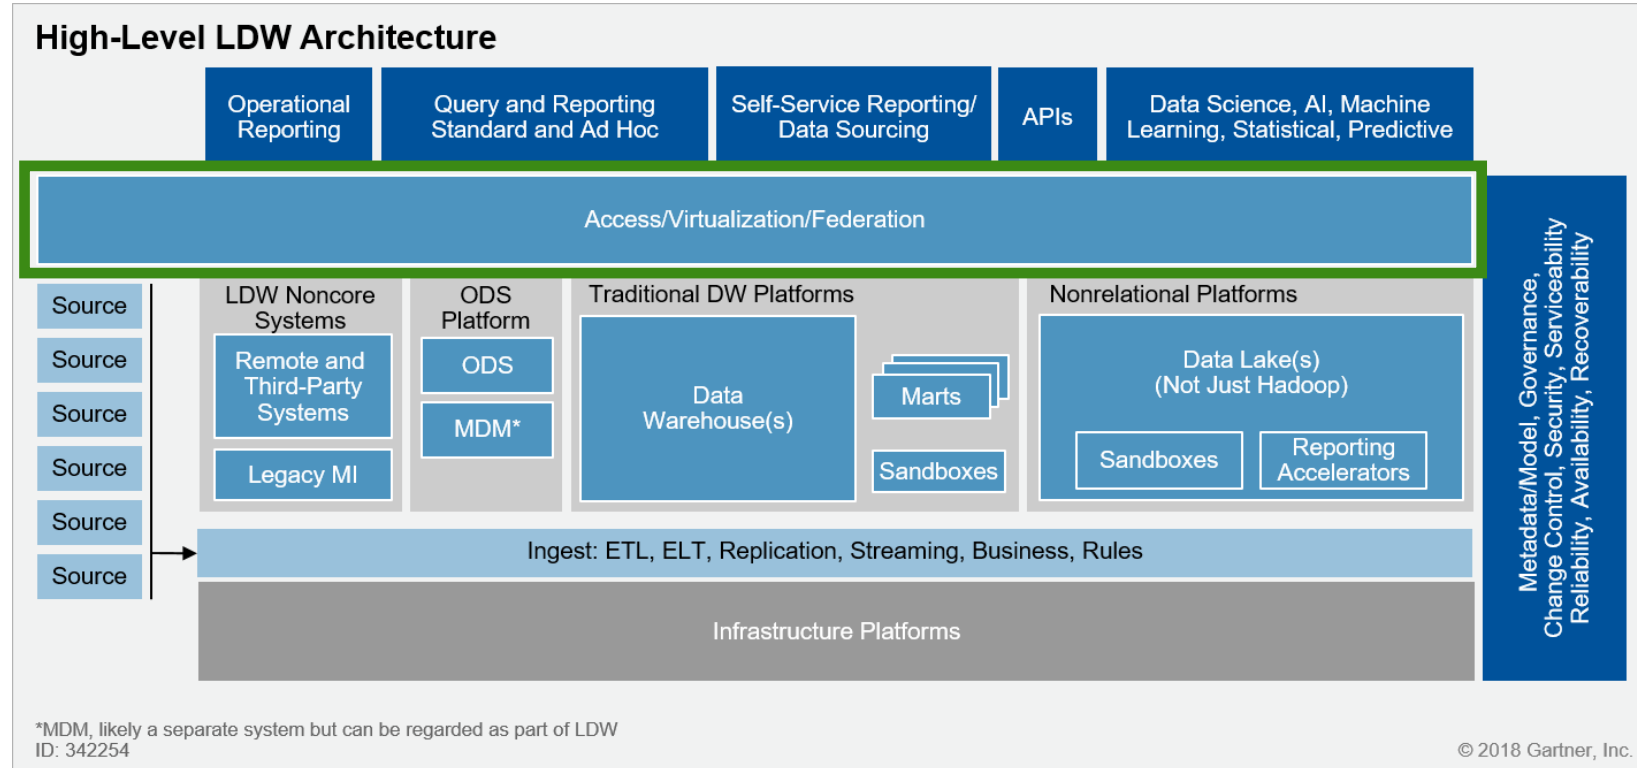 High-Level LDW Architecture
Operational
Reporting
Query and Reporting
Standard and Ad Hoc
Self-Service Reporting/
Data Sourcing
APIs
Data Science, AI, Machine
Learning, Statistical, Predictive
Access/Virtualization/Federation
Source
Source
Source
Source
Source
Source
LDW Noncore
Systems
Remote and
Third-Party
Systems
Legacy MI
ODS
Platform
ODS
MDM*
Traditional DW Platforms
Data
Warehouse(s)
Marts
Sandboxes
Nonrelational Platforms
Data Lake(s)
(Not Just Hadoop)
Sandboxes
Reporting
Accelerators
Ingest: ETL, ELT, Replication, Streaming, Business, Rules
Infrastructure Platforms
Metadata/Model, Governance,
Change Control, Security, Serviceability
Reliability, Availability, Recoverability
*MDM, likely a separate system but can be regarded as part of LDW
ID: 342254
© 2018 Gartner, Inc.